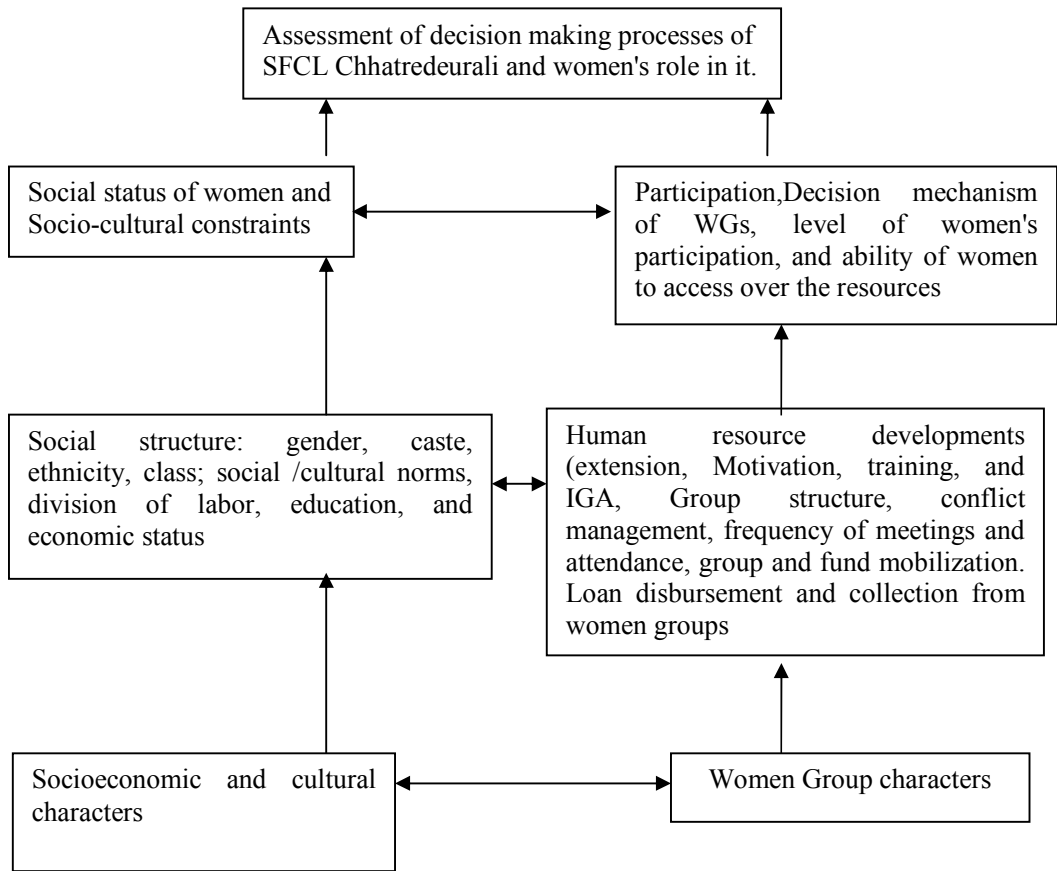 Assessment of decision making processes of
SFCL Chhatredeurali and women's role in it.
Social status of women and
Socio-cultural constraints
Participation,Decision mechanism
of WGs, level of women's
participation, and ability of women
to access over the resources
Social structure: gender, caste,
ethnicity, class; social /cultural norms,
division of labor, education, and
economic status
Human resource developments
(extension, Motivation, training, and
IGA, Group structure, conflict
management, frequency of meetings and
attendance, group and fund mobilization.
Loan disbursement and collection from
women groups
Socioeconomic and cultural
characters
Women Group characters